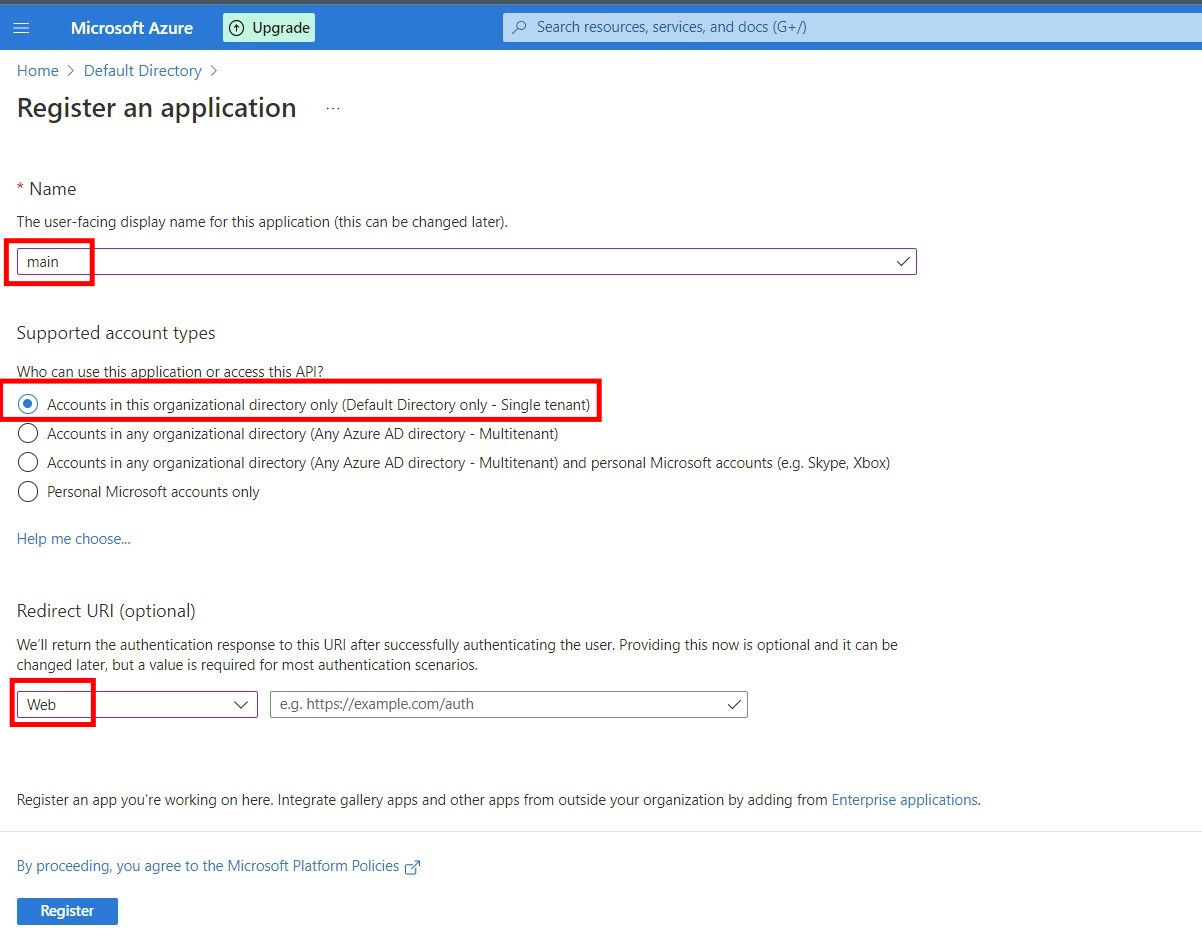 Microsoft Azure
Upgrade
Search resources, services, and docs (G+/)
Home > Default Directory >
Register an application ...
* Name
The user-facing display name for this application (this can be changed later).
main
Supported account types
Who can use this application or access this API?
Accounts in this organizational directory only (Default Directory only - Single tenant)
Accounts in any organizational directory (Any Azure AD directory - Multitenant)
Accounts in any organizational directory (Any Azure AD directory - Multitenant) and personal Microsoft accounts (e.g. Skype, Xbox)
Personal Microsoft accounts only
Help me choose...
Redirect URI (optional)
We'll return the authentication response to this URI after successfully authenticating the user. Providing this now is optional and it can be
changed later, but a value is required for most authentication scenarios.
Web
e.g. https://example.com/auth
Register an app you're working on here. Integrate gallery apps and other apps from outside your organization by adding from Enterprise applications.
By proceeding, you agree to the Microsoft Platform Policies
Register